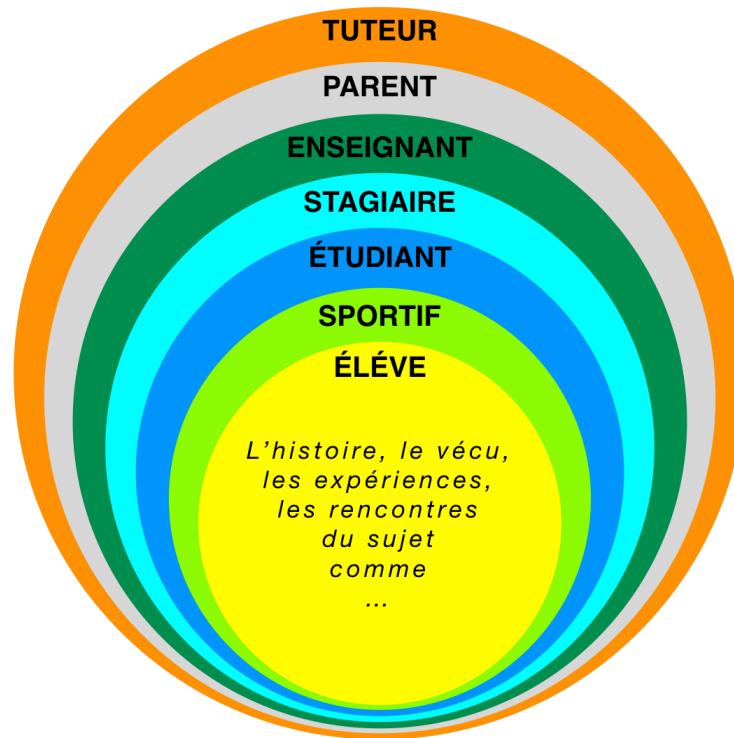 TUTEUR
PARENT
ENSEIGNANT
STAGIAIRE
ÉTUDIANT
SPORTIF
ÉLÉVE
L’histoire, le vécu,
les expériences,
les rencontres
du sujet
comme
...